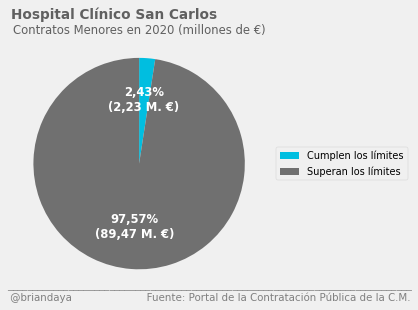 Hospital Clínico San Carlos
Contratos Menores en 2020 (millones de €)
2,43%
(2,23 M. €)
97,57%
(89,47 M. €)
Cumplen los límites
Superan los límites
@briandaya
Fuente: Portal de la Contratación Pública de la C.M.